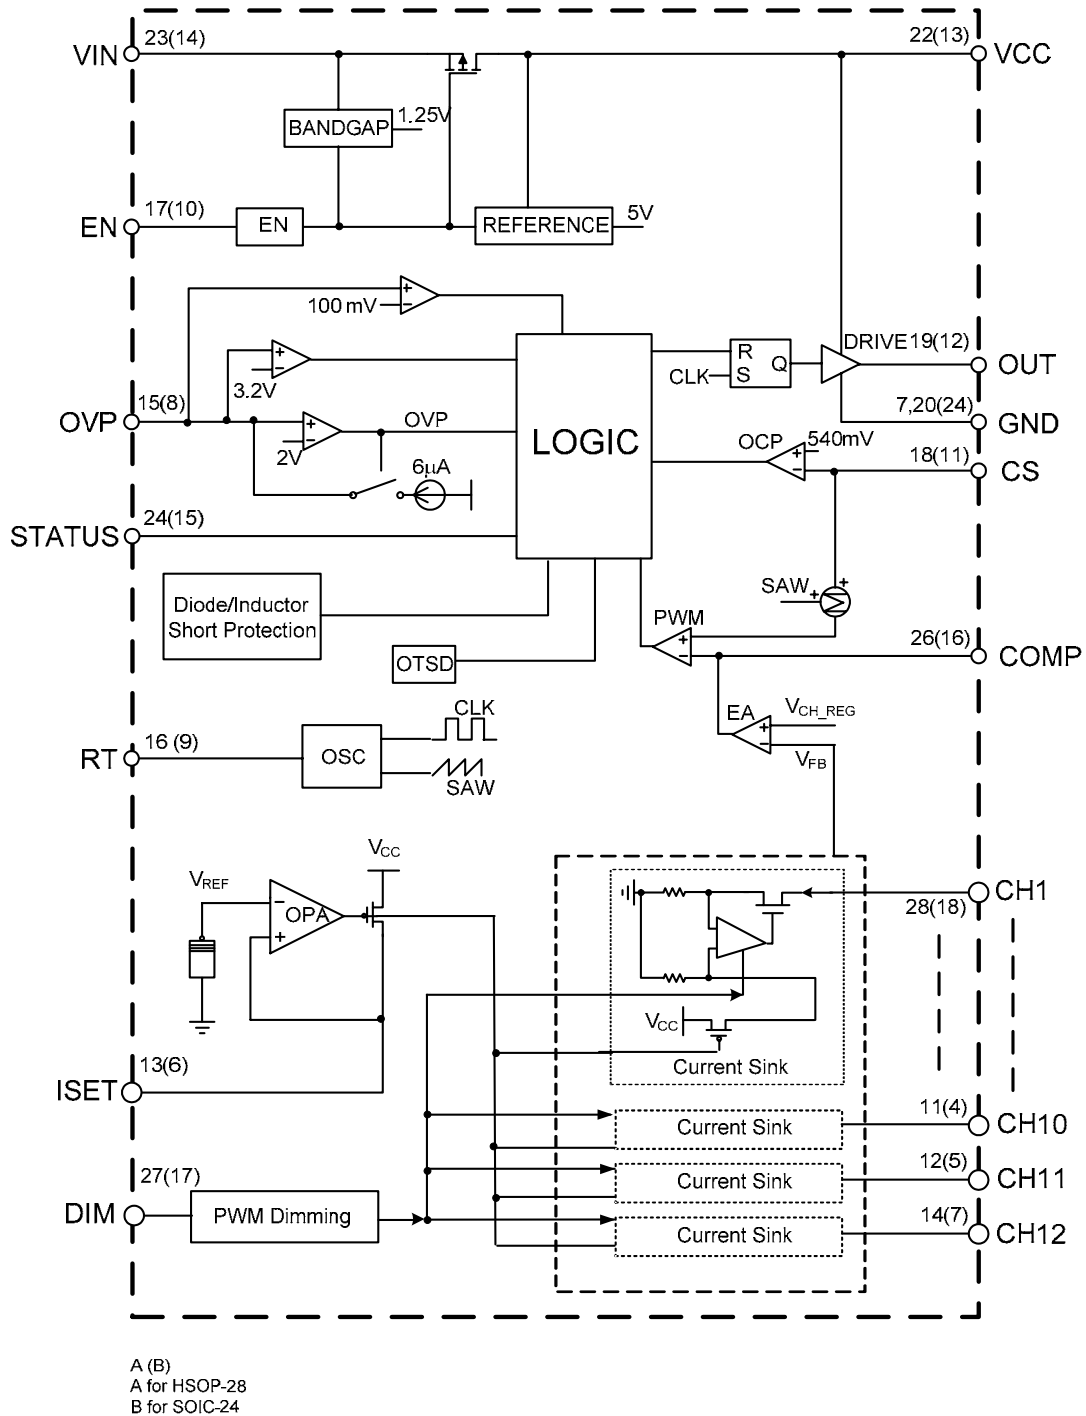 VIN 23(14) 22(13) VCC
BANDGAP 1.25V
EN 17(10) EN REFERENCE 5V
100 mV + −
+ − 3.2V
DRIVE 19(12) OUT
R
S Q
CLK
OVP 15(8)
7,20(24) GND
+ − 2V OVP
LOGIC
OCP + − 540mV
18(11) CS
6μA
STATUS 24(15)
Diode/Inductor
Short Protection
SAW + +
Σ
PWM + −
26(16) COMP
OTSD
EA + −
VCH_REG
VFB
RT 16 (9) OSC
CLK
SAW
VCC
VREF
− + OPA
CH1
28(18)
VCC
Current Sink
ISET 13(6)
Current Sink 11(4) CH10
Current Sink 12(5) CH11
DIM 27(17) PWM Dimming
Current Sink 14(7) CH12
A (B)
A for HSOP-28
B for SOIC-24